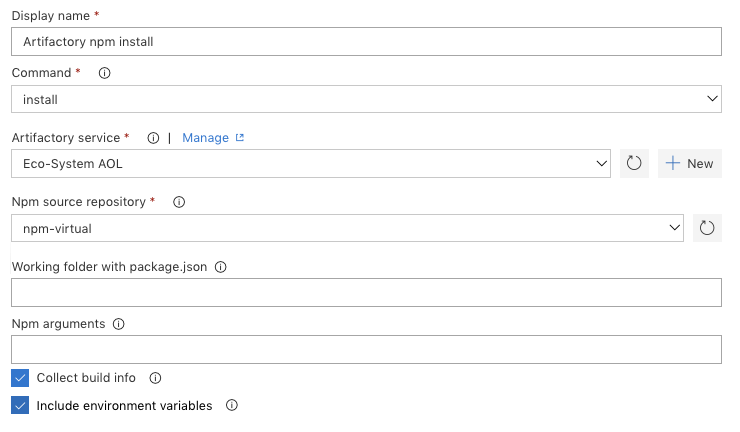 Display name *
Artifactory npm install
Command *
install
Artifactory service * | Manage
Eco-System AOL
New
Npm source repository *
npm-virtual
Working folder with package.json
Npm arguments
Collect build info
Include environment variables